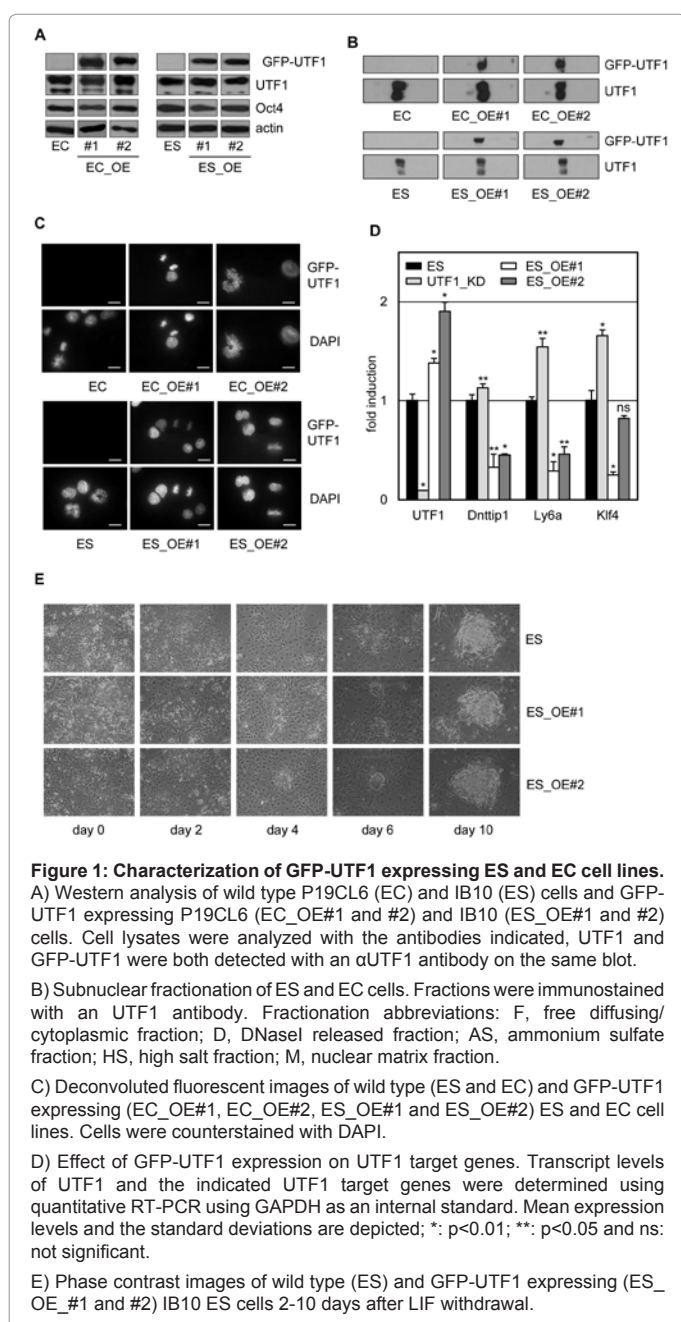 A
GFP-UTF1
UTF1
Oct4
actin
EC #1 #2 ES #1 #2
EC_OE ES_OE
B
GFP-UTF1
UTF1
EC EC_OE#1 EC_OE#2
GFP-UTF1
UTF1
ES ES_OE#1 ES_OE#2
C
GFP-
UTF1
DAPI
EC EC_OE#1 EC_OE#2
GFP-
UTF1
DAPI
ES ES_OE#1 ES_OE#2
D
ES ES_OE#1
UTF1_KD ES_OE#2
fold induction
2
1
0
* * * ** ** * ** * ** * * ns
UTF1 Dnttip1 Ly6a Klf4
E
ES
ES_OE#1
ES_OE#2
day 0 day 2 day 4 day 6 day 10
Figure 1: Characterization of GFP-UTF1 expressing ES and EC cell lines.
A) Western analysis of wild type P19CL6 (EC) and IB10 (ES) cells and GFP-
UTF1 expressing P19CL6 (EC_OE#1 and #2) and IB10 (ES_OE#1 and #2)
cells. Cell lysates were analyzed with the antibodies indicated, UTF1 and
GFP-UTF1 were both detected with an αUTF1 antibody on the same blot.
B) Subnuclear fractionation of ES and EC cells. Fractions were immunostained
with an UTF1 antibody. Fractionation abbreviations: F, free diffusing/
cytoplasmic fraction; D, DNaseI released fraction; AS, ammonium sulfate
fraction; HS, high salt fraction; M, nuclear matrix fraction.
C) Deconvoluted fluorescent images of wild type (ES and EC) and GFP-UTF1
expressing (EC_OE#1, EC_OE#2, ES_OE#1 and ES_OE#2) ES and EC cell
lines. Cells were counterstained with DAPI.
D) Effect of GFP-UTF1 expression on UTF1 target genes. Transcript levels
of UTF1 and the indicated UTF1 target genes were determined using
quantitative RT-PCR using GAPDH as an internal standard. Mean expression
levels and the standard deviations are depicted; *: p<0.01; **: p<0.05 and ns:
not significant.
E) Phase contrast images of wild type (ES) and GFP-UTF1 expressing (ES_
OE_#1 and #2) IB10 ES cells 2-10 days after LIF withdrawal.